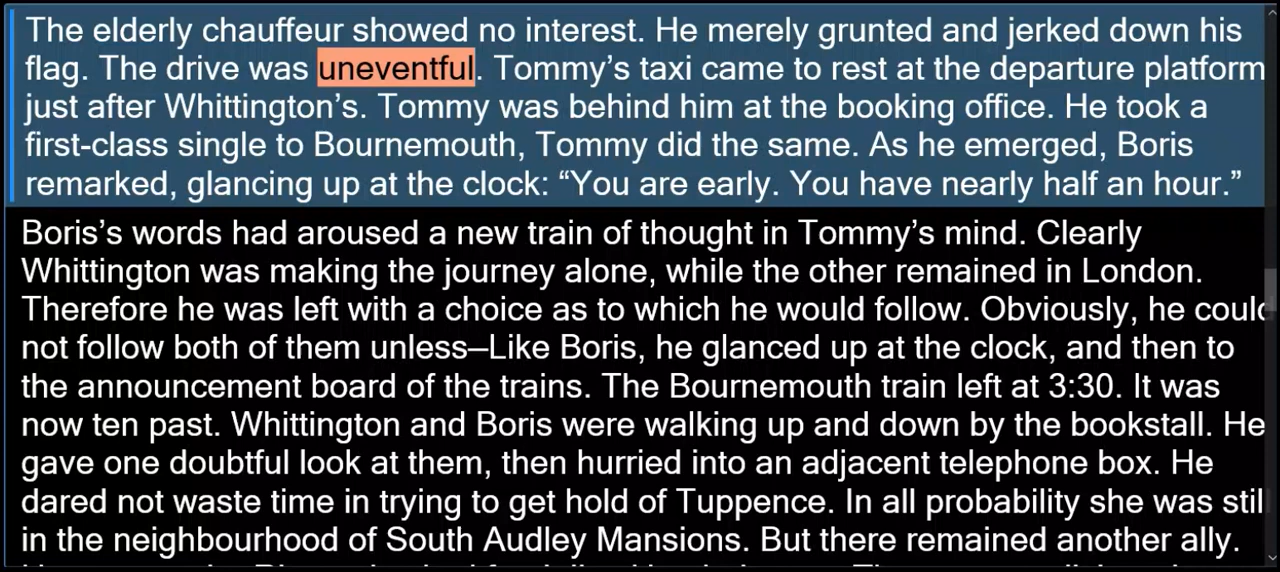 The elderly chauffeur showed no interest. He merely grunted and jerked down his
flag. The drive was uneventful. Tommy’s taxi came to rest at the departure platform
just after Whittington’s. Tommy was behind him at the booking office. He took a
first-class single to Bournemouth, Tommy did the same. As he emerged, Boris
remarked, glancing up at the clock: “You are early. You have nearly half an hour.”
Boris’s words had aroused a new train of thought in Tommy’s mind. Clearly
Whittington was making the journey alone, while the other remained in London.
Therefore he was left with a choice as to which he would follow. Obviously, he could
not follow both of them unless—Like Boris, he glanced up at the clock, and then to
the announcement board of the trains. The Bournemouth train left at 3:30. It was
now ten past. Whittington and Boris were walking up and down by the bookstall. He
gave one doubtful look at them, then hurried into an adjacent telephone box. He
dared not waste time in trying to get hold of Tuppence. In all probability she was still
in the neighbourhood of South Audley Mansions. But there remained another ally.